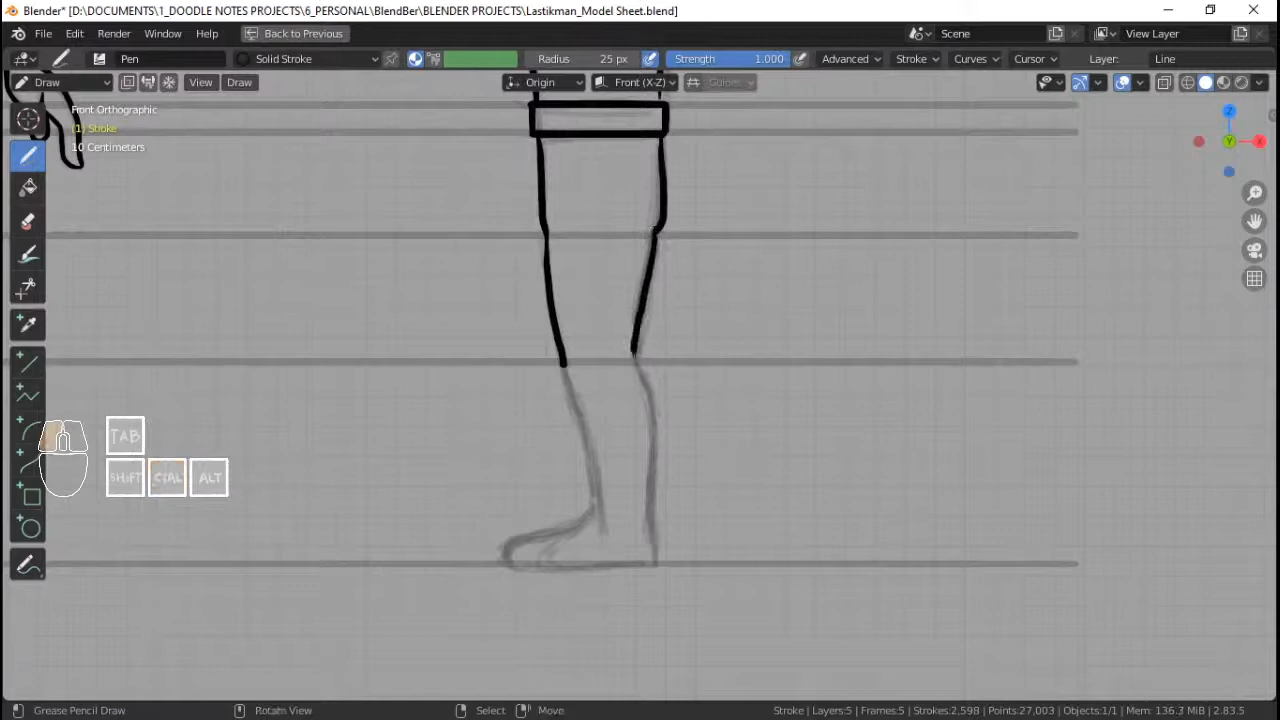 Blender* [D:\DOCUMENTS\1_DOODLE NOTES PROJECTS\6_PERSONAL\BlendBer\BLENDER PROJECTS\Lastikman_Model Sheet.blend]
File Edit Render Window Help Back to Previous Scene View Layer
Pen Solid Stroke Radius 25 px Strength 1.000 Advanced Stroke Curves Cursor Layer: Line
Draw View Draw Origin Front (X-Z) Guides
Front Orthographic
(1) Stroke
10 Centimeters
Z
Y X
TAB
SHIFT CTRL ALT
Grease Pencil Draw Rotate View Select Move Stroke | Layers:5 | Frames:5 | Strokes:2,598 | Points:27,003 | Objects:1/1 | Mem: 136.3 MiB | 2.83.5